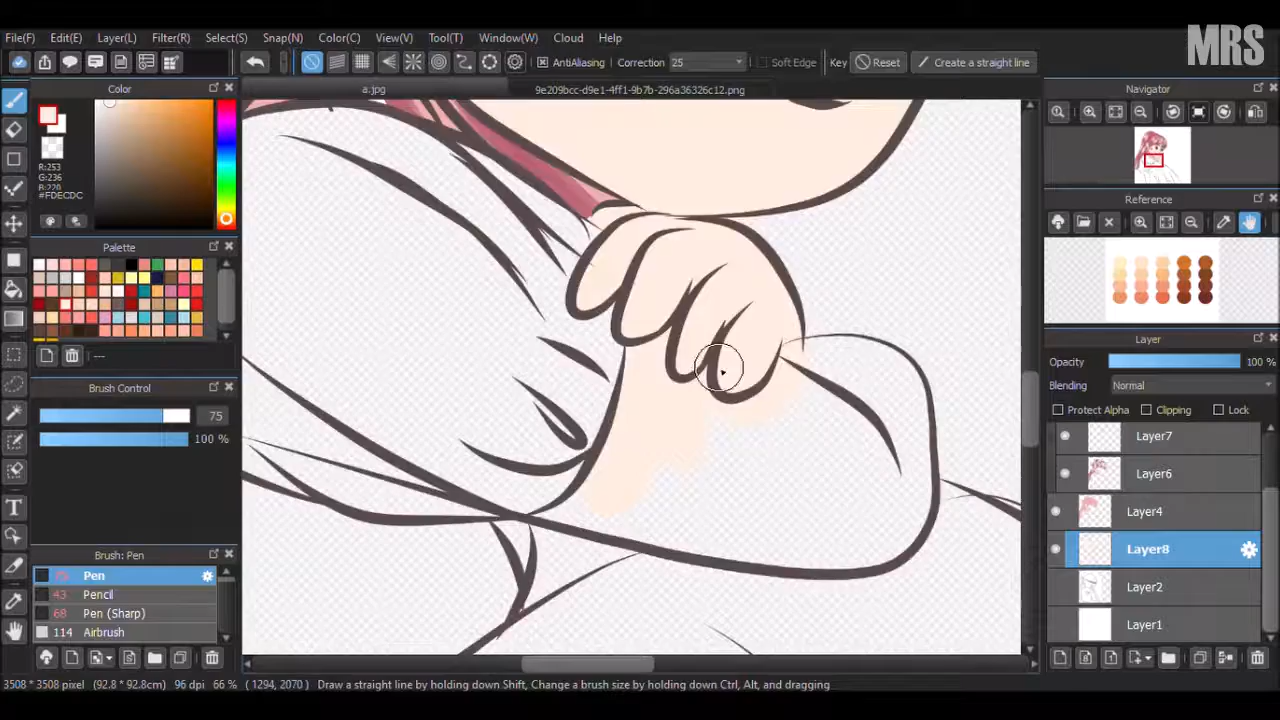 MRS
File(F) Edit(E) Layer(L) Filter(R) Select(S) Snap(N) Color(C) View(V) Tool(T) Window(W) Cloud Help
AntiAliasing Correction 25 Soft Edge Key Reset Create a straight line
a.jpg 9e209bcc-d9e1-4ff1-9b7b-296a36326c12.png
Color
R:253
G:236
B:220
#FDECDC
Palette
---
Brush Control
75
100 %
Brush: Pen
75 Pen
43 Pencil
68 Pen (Sharp)
114 Airbrush
Navigator
Reference
Layer
Opacity 100 %
Blending Normal
Protect Alpha Clipping Lock
Layer7
Layer6
Layer4
Layer8
Layer2
Layer1
3508 * 3508 pixel (92.8 * 92.8cm) 96 dpi 66 % ( 1294, 2070 ) Draw a straight line by holding down Shift, Change a brush size by holding down Ctrl, Alt, and dragging